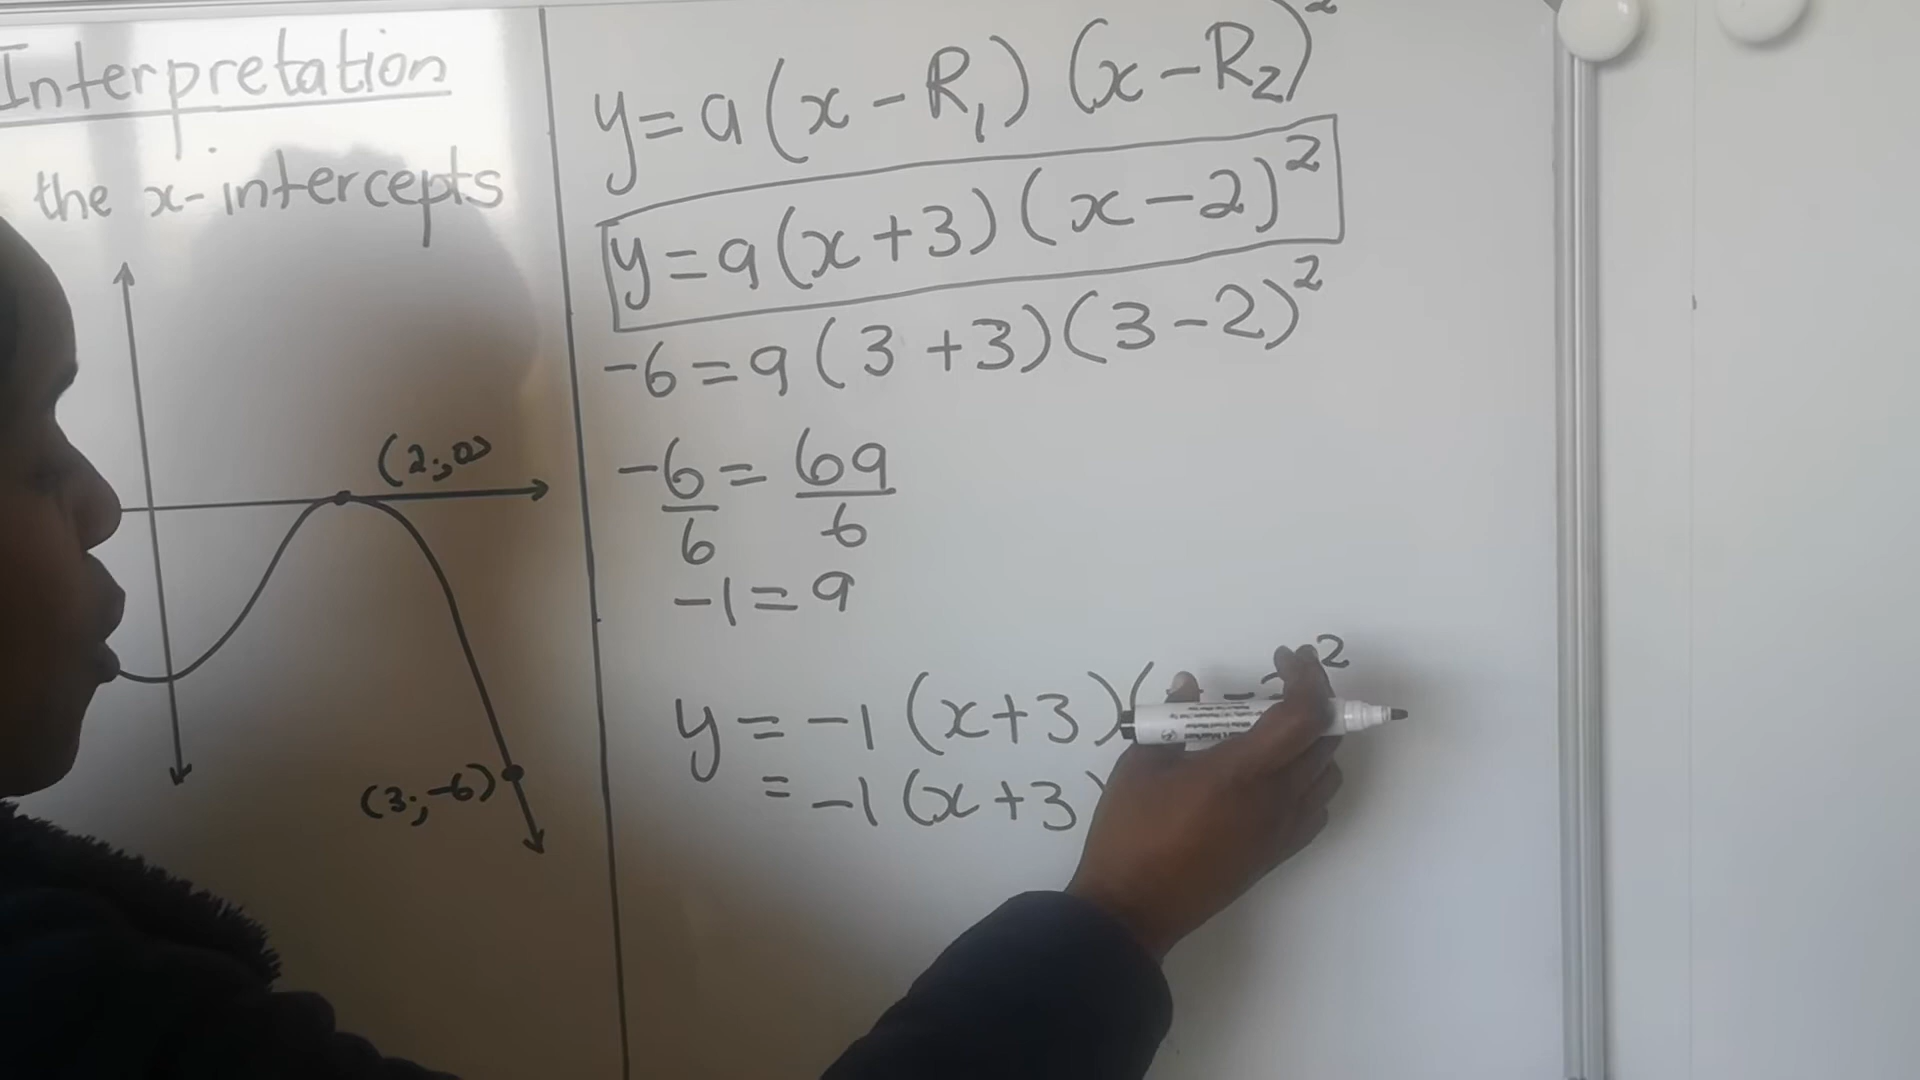 Interpretation
the x-intercepts
(2;0)
(3;-6)
y=a(x-R₁)(x-R₂)²
y=a(x+3)(x-2)²
-6=a(3+3)(3-2)²
-6/6=6a/6
-1=a
y=-1(x+3)( -2)²
=-1(x+3)